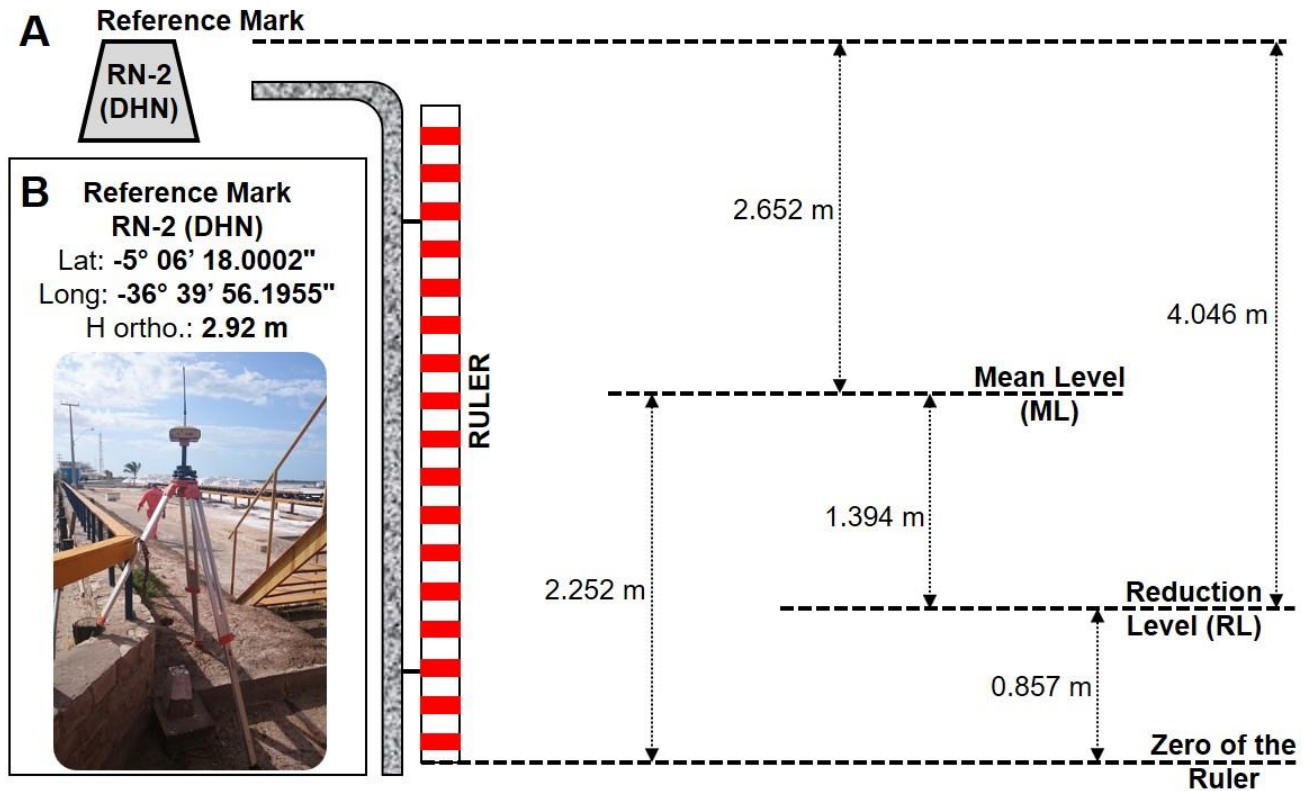 A
Reference Mark
RN-2
(DHN)
B
Reference Mark
RN-2 (DHN)
Lat: -5° 06’ 18.0002"
Long: -36° 39’ 56.1955"
H ortho.: 2.92 m
RULER
2.652 m
4.046 m
Mean Level
(ML)
1.394 m
2.252 m
Reduction
Level (RL)
0.857 m
Zero of the
Ruler